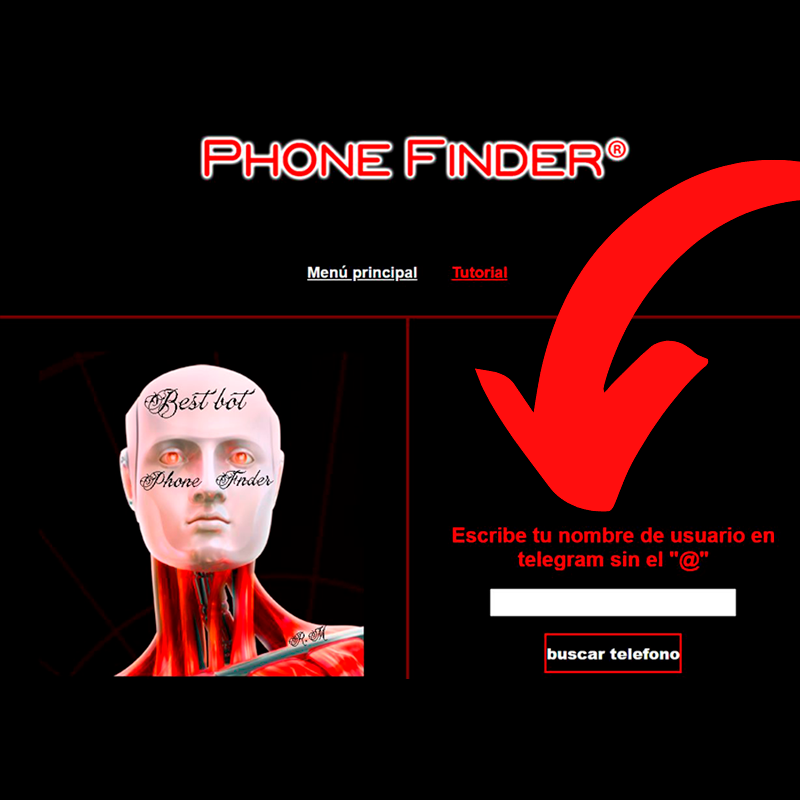 PHONE FINDER®
Menú principal Tutorial
Best bot
Phone Finder
R.M
Escribe tu nombre de usuario en
telegram sin el "@"
buscar telefono